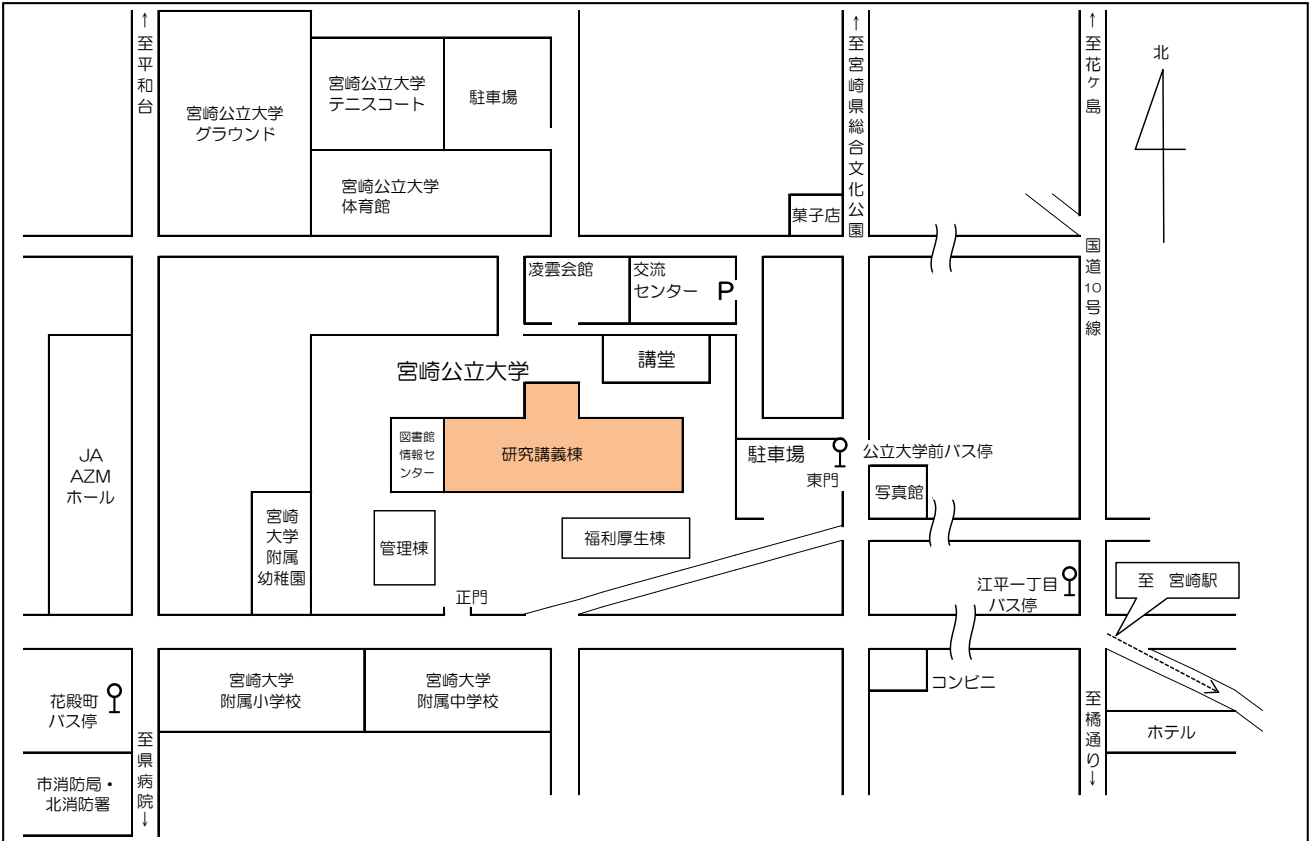 ↑至平和台
宮崎公立大学
グラウンド
宮崎公立大学
テニスコート
駐車場
宮崎公立大学
体育館
↑至宮崎県総合文化公園
菓子店
↑至花ヶ島
北
国道10号線
凌雲会館
交流
センター
P
講堂
宮崎公立大学
図書館
情報セ
ンター
研究講義棟
JA
AZM
ホール
駐車場
公立大学前バス停
東門
写真館
宮崎
大学
附属
幼稚園
管理棟
福利厚生棟
正門
江平一丁目
バス停
至 宮崎駅
花殿町
バス停
宮崎大学
附属小学校
宮崎大学
附属中学校
コンビニ
至橘通り↓
ホテル
至県病院↓
市消防局・
北消防署